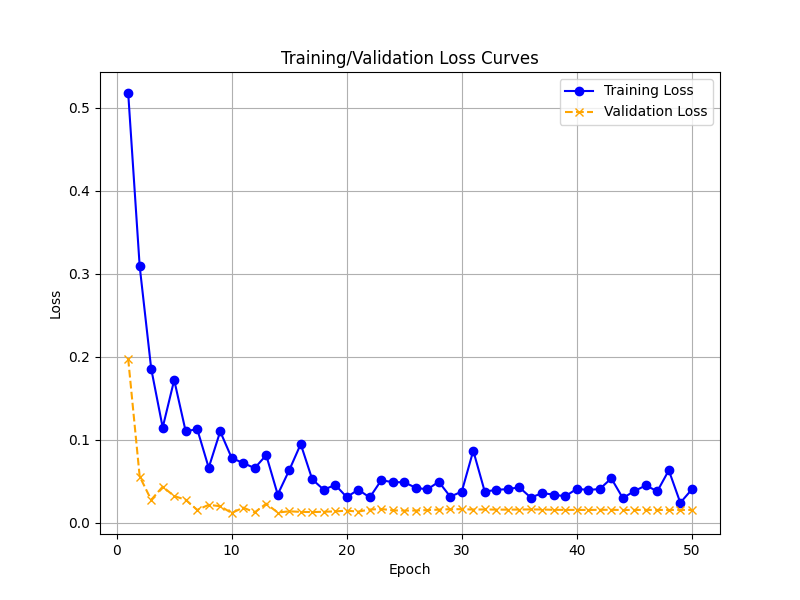 Training/Validation Loss Curves
Training Loss
Validation Loss
Loss
0.5
0.4
0.3
0.2
0.1
0.0
0 10 20 30 40 50
Epoch